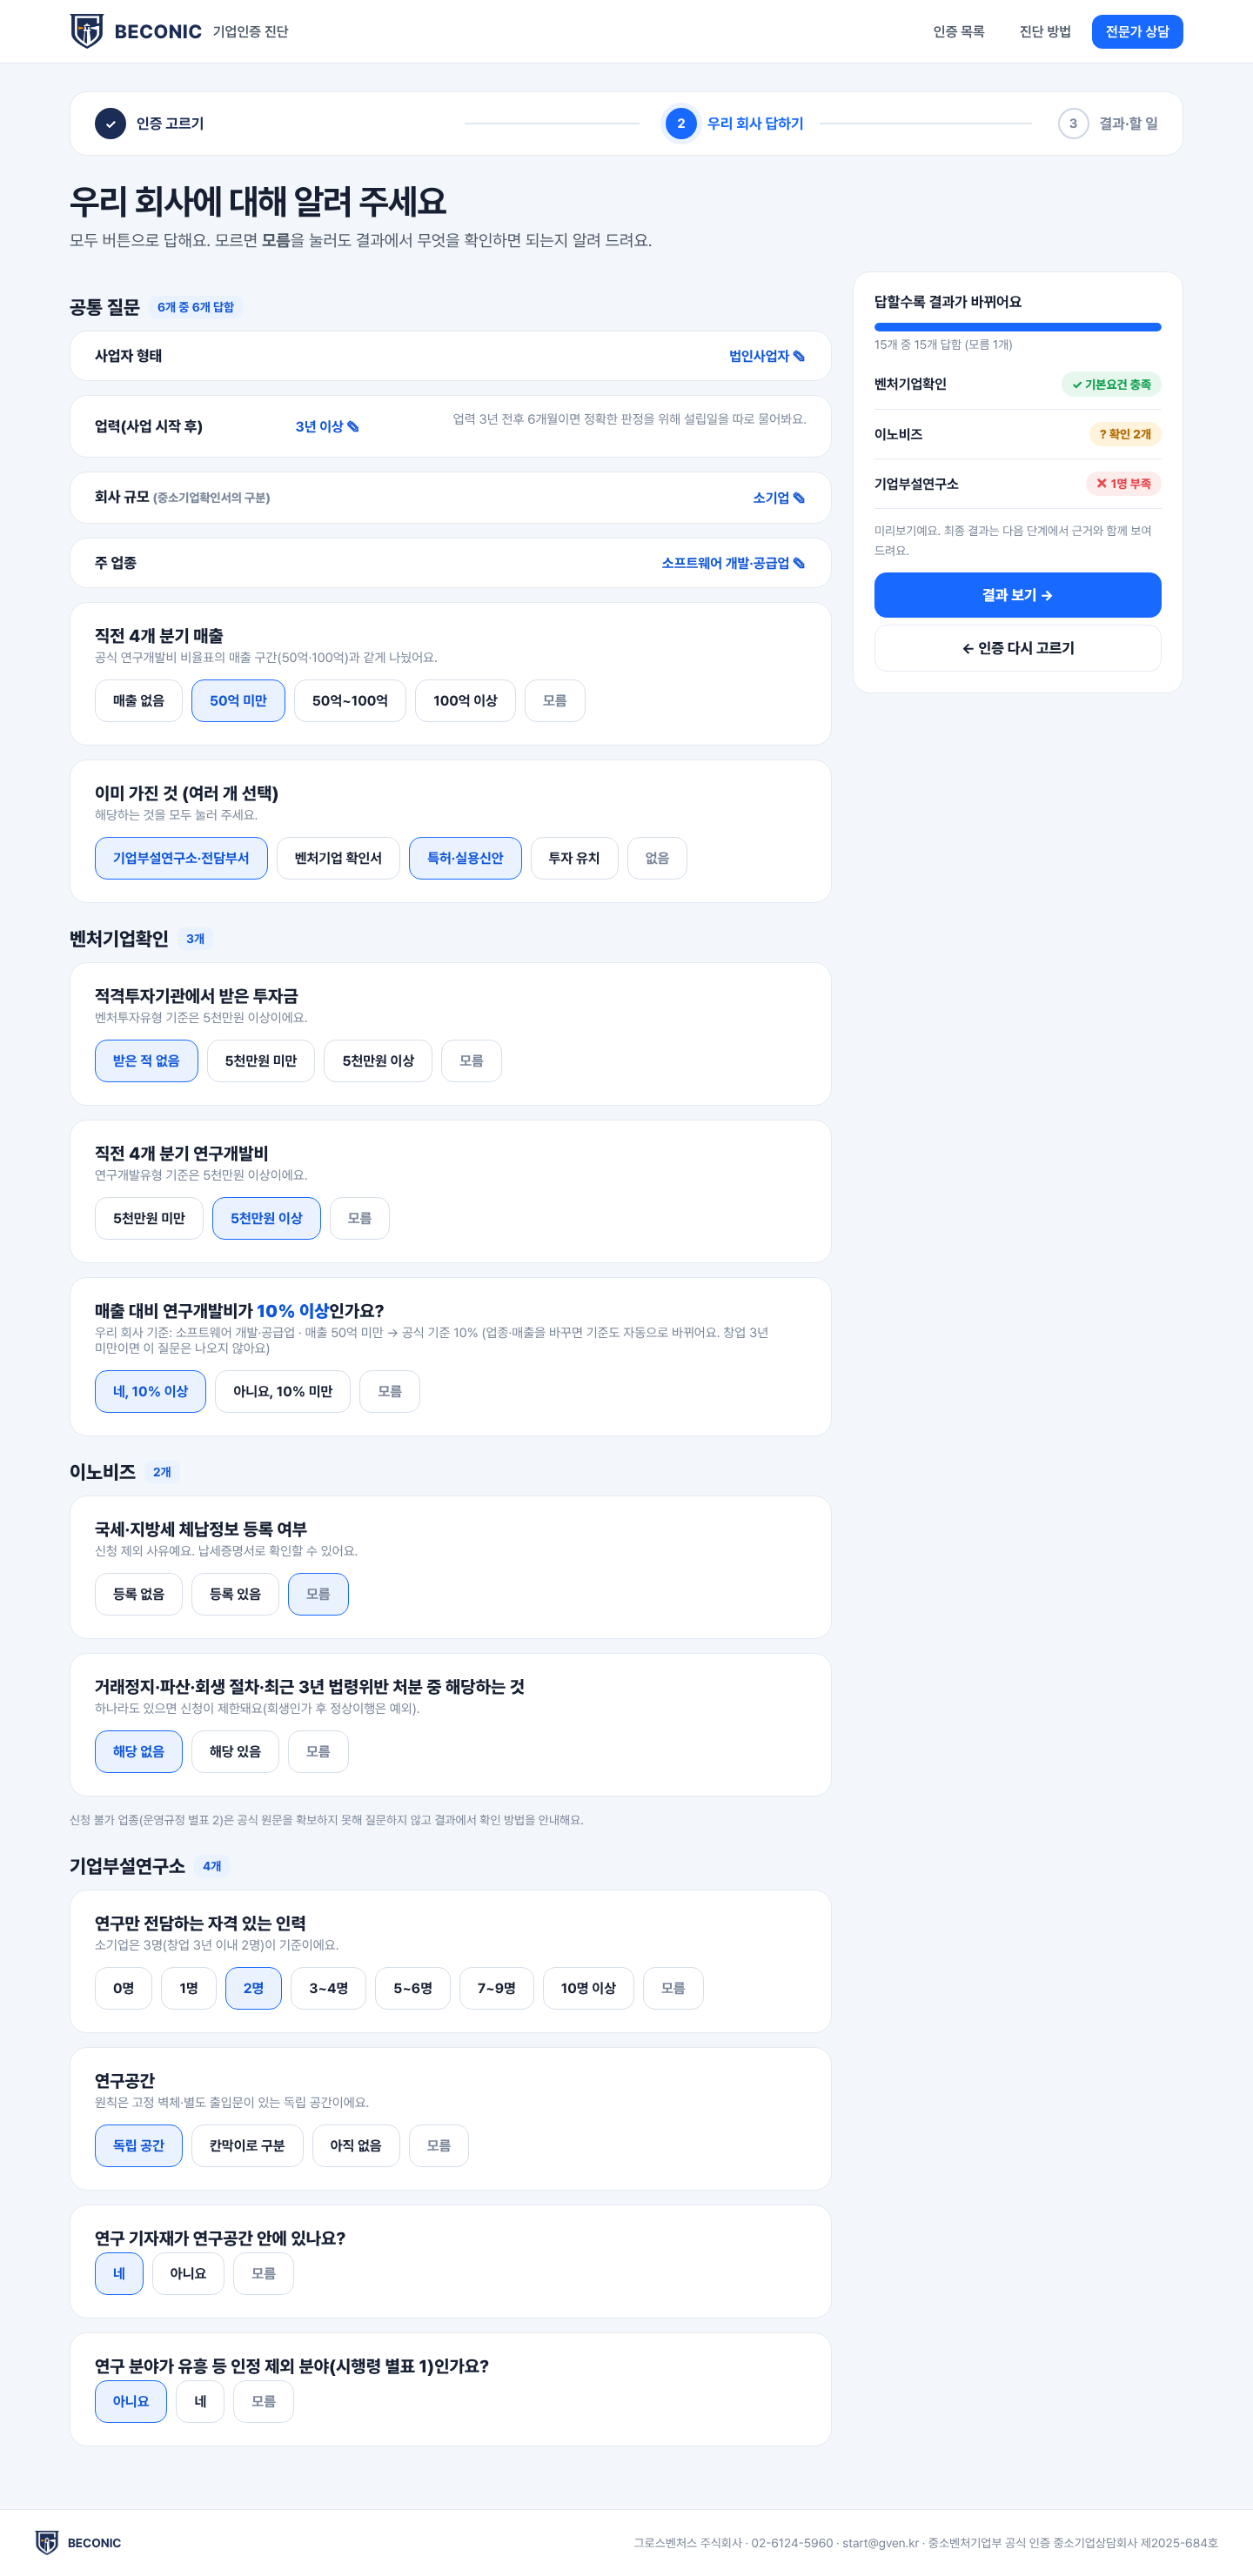 BECONIC 기업인증 진단
인증 목록
진단 방법
전문가 상담
✓ 인증 고르기
2 우리 회사 답하기
3 결과·할 일
우리 회사에 대해 알려 주세요
모두 버튼으로 답해요. 모르면 모름을 눌러도 결과에서 무엇을 확인하면 되는지 알려 드려요.
공통 질문 6개 중 6개 답함
사업자 형태 법인사업자 ✎
업력(사업 시작 후) 3년 이상 ✎ 업력 3년 전후 6개월이면 정확한 판정을 위해 설립일을 따로 물어봐요.
회사 규모 (중소기업확인서의 구분) 소기업 ✎
주 업종 소프트웨어 개발·공급업 ✎
직전 4개 분기 매출
공식 연구개발비 비율표의 매출 구간(50억·100억)과 같게 나눴어요.
매출 없음 50억 미만 50억~100억 100억 이상 모름
이미 가진 것 (여러 개 선택)
해당하는 것을 모두 눌러 주세요.
기업부설연구소·전담부서 벤처기업 확인서 특허·실용신안 투자 유치 없음
벤처기업확인 3개
적격투자기관에서 받은 투자금
벤처투자유형 기준은 5천만원 이상이에요.
받은 적 없음 5천만원 미만 5천만원 이상 모름
직전 4개 분기 연구개발비
연구개발유형 기준은 5천만원 이상이에요.
5천만원 미만 5천만원 이상 모름
매출 대비 연구개발비가 10% 이상인가요?
우리 회사 기준: 소프트웨어 개발·공급업 · 매출 50억 미만 → 공식 기준 10% (업종·매출을 바꾸면 기준도 자동으로 바뀌어요. 창업 3년
미만이면 이 질문은 나오지 않아요)
네, 10% 이상 아니요, 10% 미만 모름
이노비즈 2개
국세·지방세 체납정보 등록 여부
신청 제외 사유예요. 납세증명서로 확인할 수 있어요.
등록 없음 등록 있음 모름
거래정지·파산·회생 절차·최근 3년 법령위반 처분 중 해당하는 것
하나라도 있으면 신청이 제한돼요(회생인가 후 정상이행은 예외).
해당 없음 해당 있음 모름
신청 불가 업종(운영규정 별표 2)은 공식 원문을 확보하지 못해 질문하지 않고 결과에서 확인 방법을 안내해요.
기업부설연구소 4개
연구만 전담하는 자격 있는 인력
소기업은 3명(창업 3년 이내 2명)이 기준이에요.
0명 1명 2명 3~4명 5~6명 7~9명 10명 이상 모름
연구공간
원칙은 고정 벽체·별도 출입문이 있는 독립 공간이에요.
독립 공간 칸막이로 구분 아직 없음 모름
연구 기자재가 연구공간 안에 있나요?
네 아니요 모름
연구 분야가 유흥 등 인정 제외 분야(시행령 별표 1)인가요?
아니요 네 모름
답할수록 결과가 바뀌어요
15개 중 15개 답함 (모름 1개)
벤처기업확인 ✓ 기본요건 충족
이노비즈 ? 확인 2개
기업부설연구소 ✕ 1명 부족
미리보기예요. 최종 결과는 다음 단계에서 근거와 함께 보여
드려요.
결과 보기 →
← 인증 다시 고르기
BECONIC
그로스벤처스 주식회사 · 02-6124-5960 · start@gven.kr · 중소벤처기업부 공식 인증 중소기업상담회사 제2025-684호